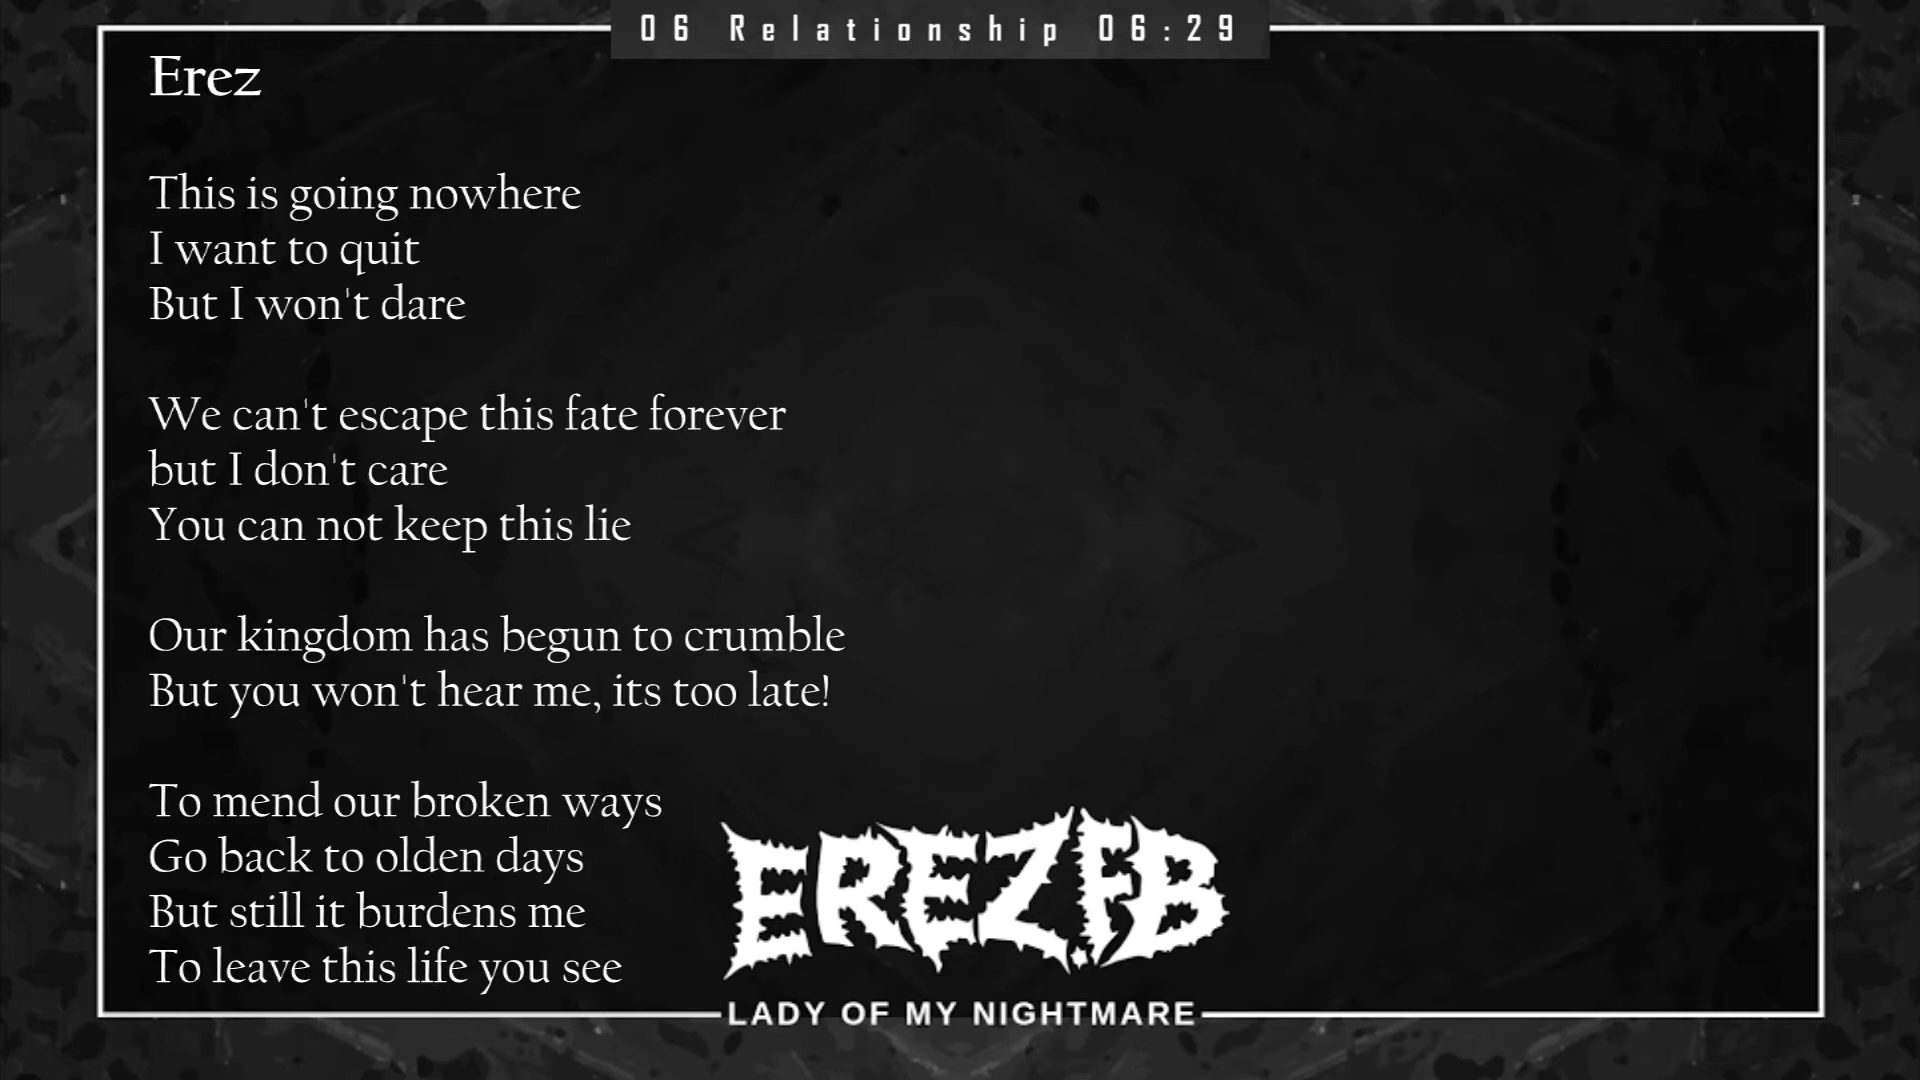 06 Relationship 06:29
Erez
This is going nowhere
I want to quit
But I won't dare
We can't escape this fate forever
but I don't care
You can not keep this lie
Our kingdom has begun to crumble
But you won't hear me, its too late!
To mend our broken ways
Go back to olden days
But still it burdens me
To leave this life you see
EREZ.FB
LADY OF MY NIGHTMARE